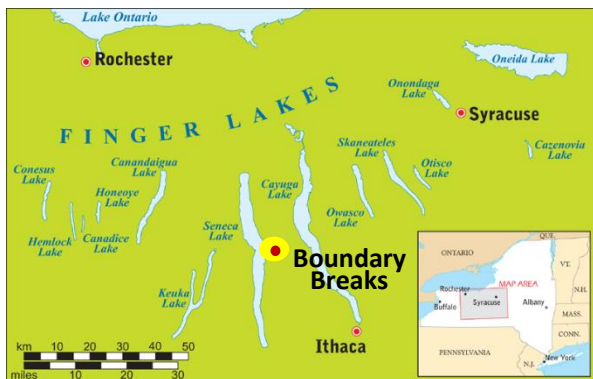 Lake Ontario
Rochester
Oneida Lake
Onondaga
Lake
Syracuse
FINGER LAKES
Skaneateles
Lake
Otisco
Lake
Cazenovia
Lake
Conesus
Lake
Canandaigua
Lake
Honeoye
Lake
Cayuga
Lake
Owasco
Lake
Hemlock
Lake
Canadice
Lake
Seneca
Lake
Boundary
Breaks
Keuka
Lake
Ithaca
km 10 20 30 40 50
miles 10 20 30
QUE.
ONTARIO
VT.
MAP AREA
Rochester
Syracuse
N.H.
Buffalo
Albany
MASS.
CONN.
PENNSYLVANIA
N.J.
New York